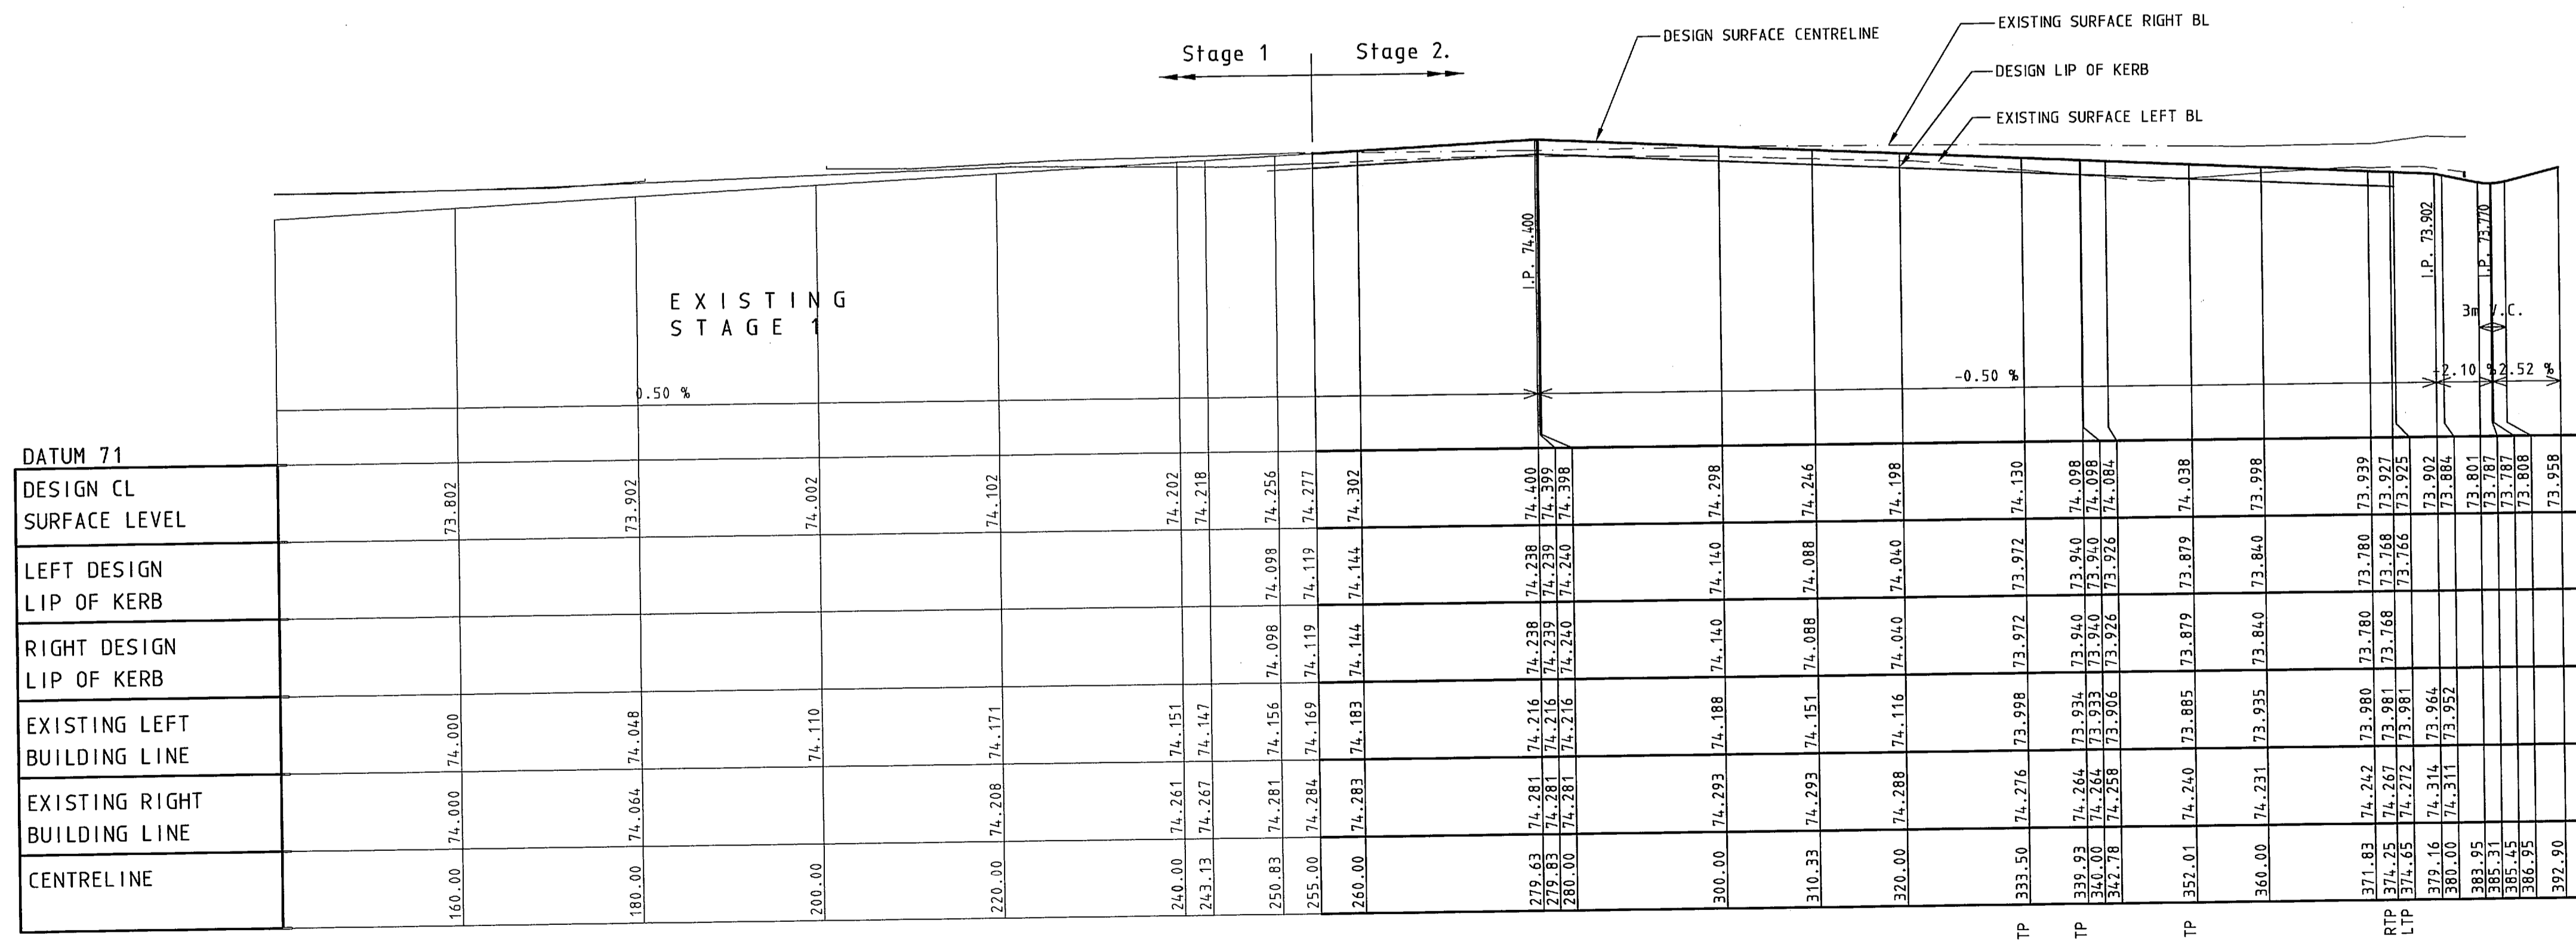 Stage 1
Stage 2.
DESIGN SURFACE CENTRELINE
EXISTING SURFACE RIGHT BL
DESIGN LIP OF KERB
EXISTING SURFACE LEFT BL
EXISTING
STAGE 1
I.P. 74.400
I.P. 73.902
I.P. 73.770
3m V.C.
0.50 %
-0.50 %
-2.10 %
2.52 %
DATUM 71
DESIGN CL
SURFACE LEVEL
73.802 73.902 74.002 74.102 74.202 74.218 74.256 74.277 74.302 74.400 74.399 74.398 74.298 74.246 74.198 74.130 74.098 74.098 74.084 74.038 73.998 73.939 73.927 73.925 73.902 73.884 73.801 73.787 73.787 73.808 73.958
LEFT DESIGN
LIP OF KERB
74.098 74.119 74.144 74.238 74.239 74.240 74.140 74.088 74.040 73.972 73.940 73.940 73.926 73.879 73.840 73.780 73.768 73.766
RIGHT DESIGN
LIP OF KERB
74.098 74.119 74.144 74.238 74.239 74.240 74.140 74.088 74.040 73.972 73.940 73.940 73.926 73.879 73.840 73.780 73.768
EXISTING LEFT
BUILDING LINE
74.000 74.048 74.110 74.171 74.151 74.147 74.156 74.169 74.183 74.216 74.216 74.216 74.188 74.151 74.116 73.998 73.934 73.933 73.906 73.885 73.935 73.980 73.981 73.981 73.964 73.952
EXISTING RIGHT
BUILDING LINE
74.000 74.064 74.208 74.261 74.267 74.281 74.284 74.283 74.281 74.281 74.281 74.293 74.293 74.288 74.276 74.264 74.264 74.258 74.240 74.231 74.242 74.267 74.272 74.314 74.311
CENTRELINE
160.00 180.00 200.00 220.00 240.00 243.13 250.83 255.00 260.00 279.63 279.83 280.00 300.00 310.33 320.00 333.50 339.93 340.00 342.78 352.01 360.00 371.83 374.25 374.65 379.16 380.00 383.95 385.31 385.45 386.95 392.90
TP TP TP RTP LTP